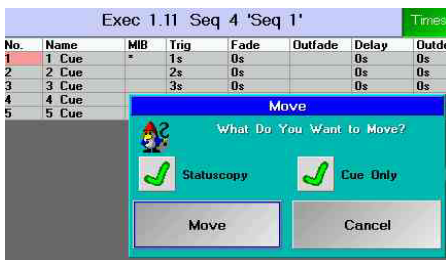 Exec 1.11 Seq 4 'Seq 1' Times
No. Name MIB Trig Fade Outfade Delay Outd
1 1 Cue * 1s 0s 0s 0s
2 2 Cue 2s 0s 0s 0s
3 3 Cue 3s 0s 0s 0s
4 4 Cue
5 5 Cue
Move
What Do You Want to Move?
Statuscopy Cue Only
Move Cancel